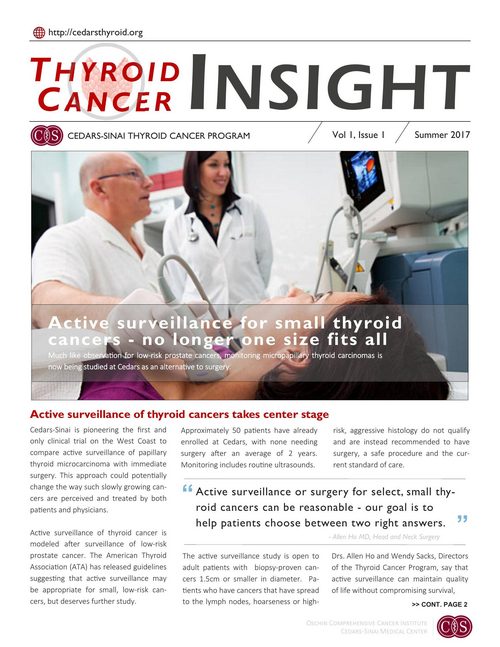 http://cedarsthyroid.org
THYROID
CANCER
INSIGHT
CS
CEDARS-SINAI THYROID CANCER PROGRAM
Vol 1, Issue 1
Summer 2017
Active surveillance for small thyroid
cancers - no longer one size fits all
Much like observation for low-risk prostate cancers, monitoring micropapillary thyroid carcinomas is
now being studied at Cedars as an alternative to surgery.
Active surveillance of thyroid cancers takes center stage
Cedars-Sinai is pioneering the first and
only clinical trial on the West Coast to
compare active surveillance of papillary
thyroid microcarcinoma with immediate
surgery. This approach could potentially
change the way such slowly growing can-
cers are perceived and treated by both
patients and physicians.
Active surveillance of thyroid cancer is
modeled after surveillance of low-risk
prostate cancer. The American Thyroid
Association (ATA) has released guidelines
suggesting that active surveillance may
be appropriate for small, low-risk can-
cers, but deserves further study.
Approximately 50 patients have already
enrolled at Cedars, with none needing
surgery after an average of 2 years.
Monitoring includes routine ultrasounds.
risk, aggressive histology do not qualify
and are instead recommended to have
surgery, a safe procedure and the cur-
rent standard of care.
“ Active surveillance or surgery for select, small thy-
roid cancers can be reasonable - our goal is to
help patients choose between two right answers. ”
- Allen Ho MD, Head and Neck Surgery
The active surveillance study is open to
adult patients with biopsy-proven can-
cers 1.5cm or smaller in diameter. Pa-
tients who have cancers that have spread
to the lymph nodes, hoarseness or high-
Drs. Allen Ho and Wendy Sacks, Directors
of the Thyroid Cancer Program, say that
active surveillance can maintain quality
of life without compromising survival,
>> CONT. PAGE 2
OSCHIN COMPREHENSIVE CANCER INSTITUTE
CEDARS-SINAI MEDICAL CENTER
CS